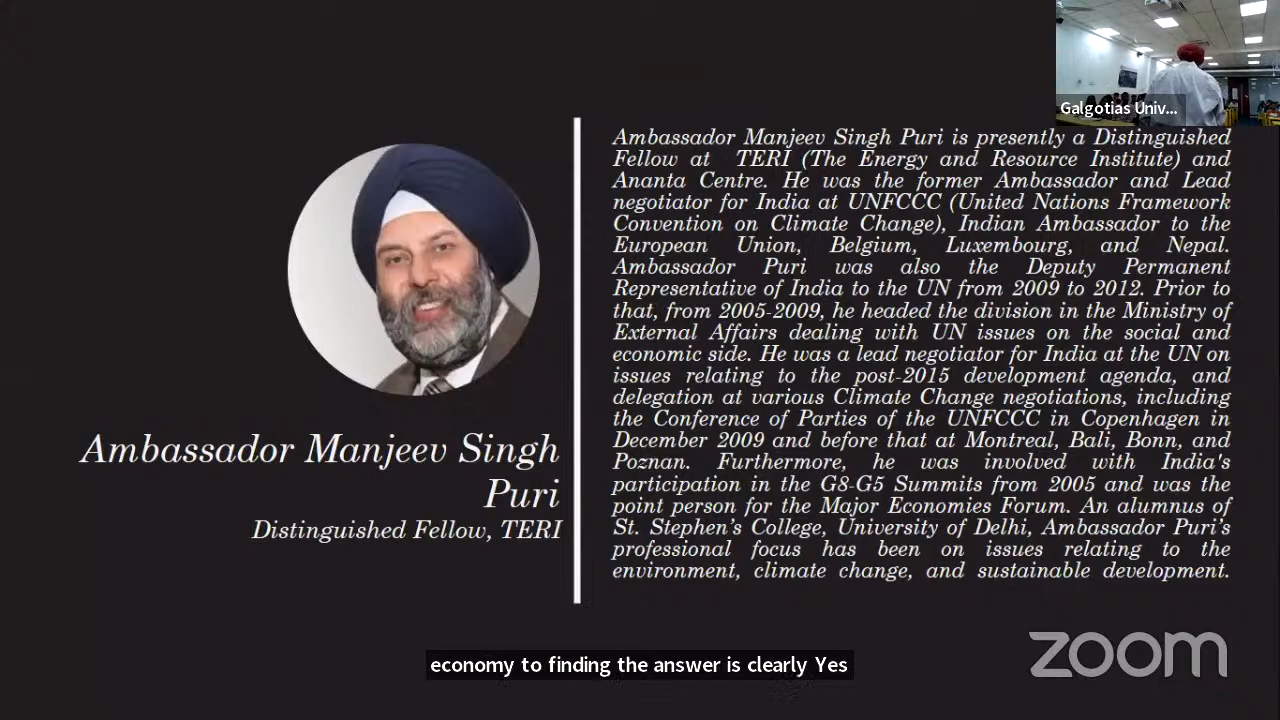 Galgotias Univ...
Ambassador Manjeev Singh Puri is presently a Distinguished
Fellow at TERI (The Energy and Resource Institute) and
Ananta Centre. He was the former Ambassador and Lead
negotiator for India at UNFCCC (United Nations Framework
Convention on Climate Change), Indian Ambassador to the
European Union, Belgium, Luxembourg, and Nepal.
Ambassador Puri was also the Deputy Permanent
Representative of India to the UN from 2009 to 2012. Prior to
that, from 2005-2009, he headed the division in the Ministry of
External Affairs dealing with UN issues on the social and
economic side. He was a lead negotiator for India at the UN on
issues relating to the post-2015 development agenda, and
delegation at various Climate Change negotiations, including
the Conference of Parties of the UNFCCC in Copenhagen in
December 2009 and before that at Montreal, Bali, Bonn, and
Poznan. Furthermore, he was involved with India's
participation in the G8-G5 Summits from 2005 and was the
point person for the Major Economies Forum. An alumnus of
St. Stephen's College, University of Delhi, Ambassador Puri's
professional focus has been on issues relating to the
environment, climate change, and sustainable development.
Ambassador Manjeev Singh
Puri
Distinguished Fellow, TERI
economy to finding the answer is clearly Yes
zoom